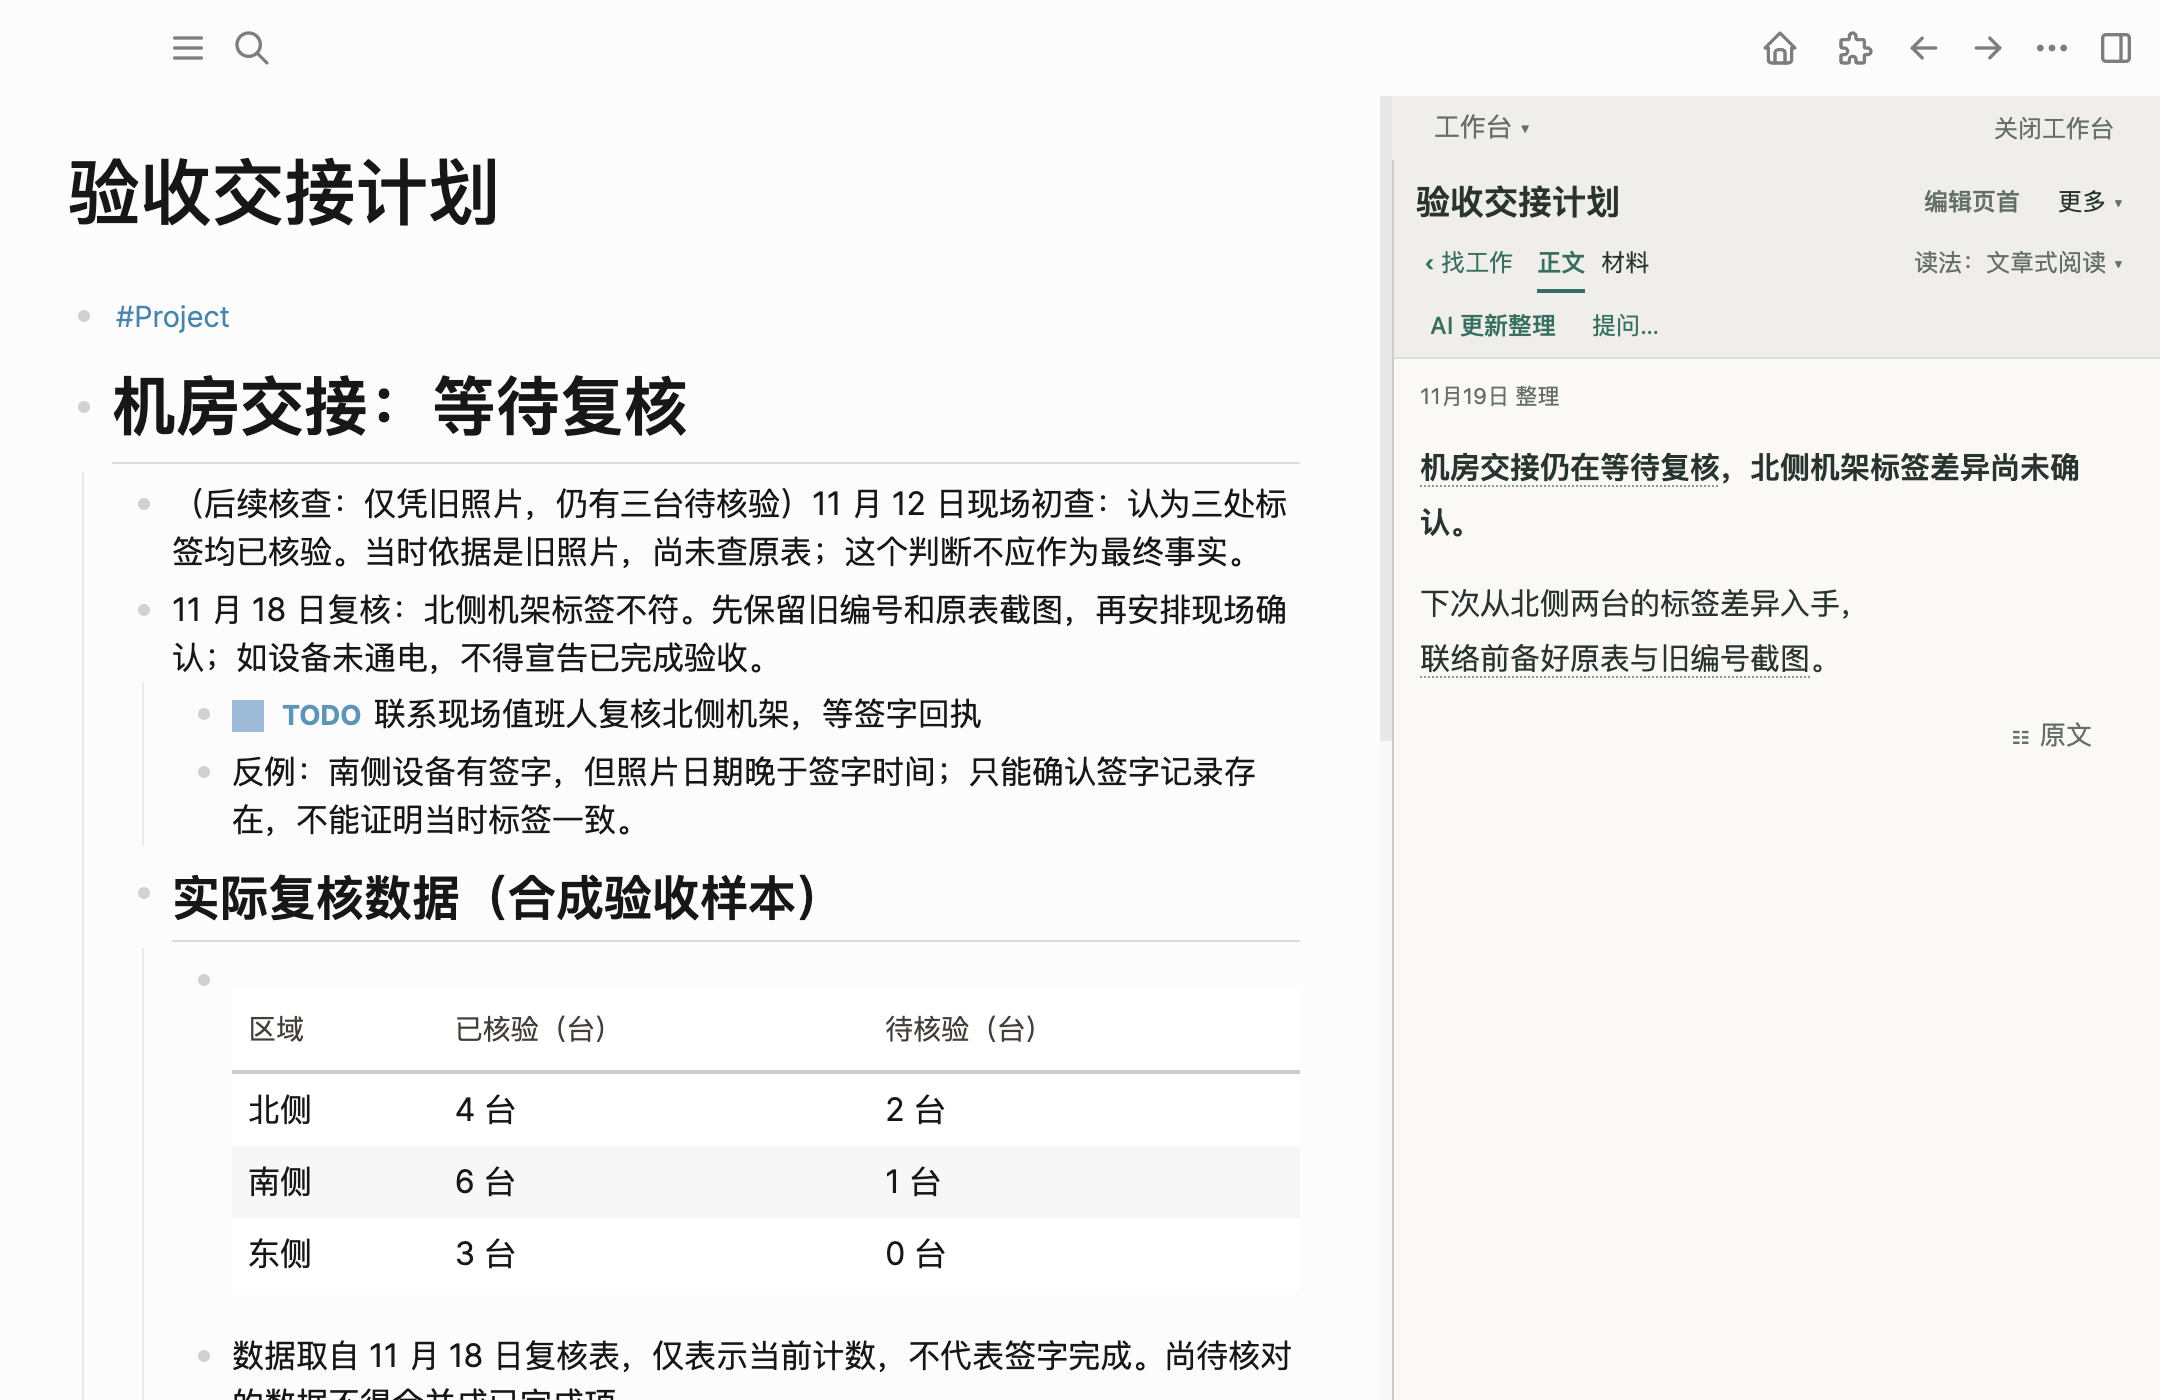 验收交接计划
#Project
机房交接：等待复核
（后续核查：仅凭旧照片，仍有三台待核验）11 月 12 日现场初查：认为三处标
签均已核验。当时依据是旧照片，尚未查原表；这个判断不应作为最终事实。
11 月 18 日复核：北侧机架标签不符。先保留旧编号和原表截图，再安排现场确
认；如设备未通电，不得宣告已完成验收。
TODO 联系现场值班人复核北侧机架，等签字回执
反例：南侧设备有签字，但照片日期晚于签字时间；只能确认签字记录存
在，不能证明当时标签一致。
实际复核数据（合成验收样本）
区域 已核验（台） 待核验（台）
北侧 4 台 2 台
南侧 6 台 1 台
东侧 3 台 0 台
数据取自 11 月 18 日复核表，仅表示当前计数，不代表签字完成。尚待核对
工作台 ▾ 关闭工作台
验收交接计划 编辑页首 更多 ▾
‹ 找工作 正文 材料 读法：文章式阅读 ▾
AI 更新整理 提问...
11月19日 整理
机房交接仍在等待复核，北侧机架标签差异尚未确
认。
下次从北侧两台的标签差异入手，
联络前备好原表与旧编号截图。
原文